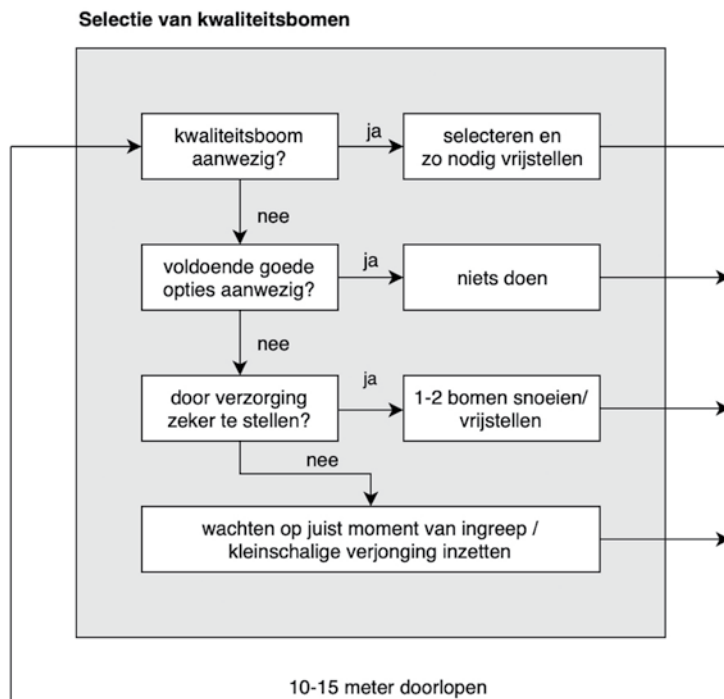 Selectie van kwaliteitsbomen
kwaliteitsboom
aanwezig?
ja
selecteren en
zo nodig vrijstellen
nee
voldoende goede
opties aanwezig?
ja
niets doen
nee
door verzorging
zeker te stellen?
ja
1-2 bomen snoeien/
vrijstellen
nee
wachten op juist moment van ingreep /
kleinschalige verjonging inzetten
10-15 meter doorlopen